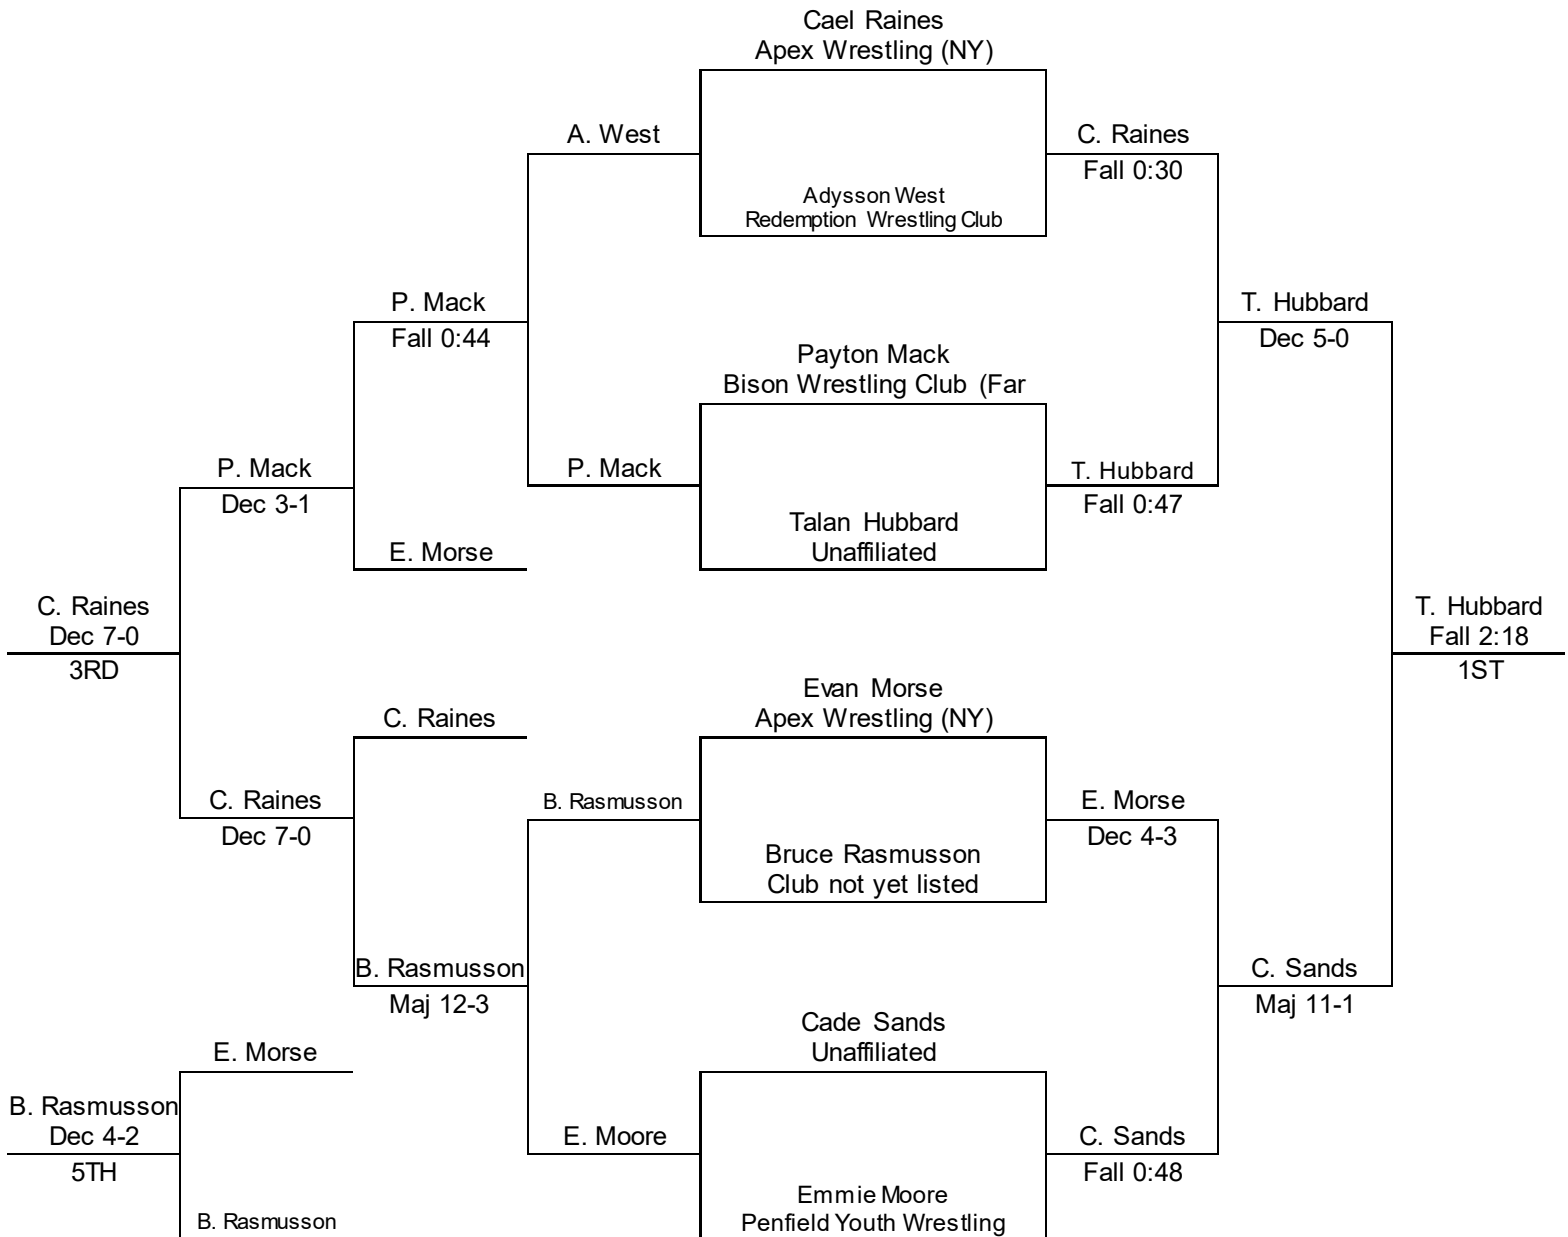 Cael Raines
Apex Wrestling (NY)
A. West
C. Raines
Fall 0:30
Adysson West
Redemption Wrestling Club
P. Mack
Fall 0:44
T. Hubbard
Dec 5-0
Payton Mack
Bison Wrestling Club (Far
P. Mack
Dec 3-1
P. Mack
T. Hubbard
Fall 0:47
Talan Hubbard
Unaffiliated
E. Morse
C. Raines
Dec 7-0
3RD
T. Hubbard
Fall 2:18
1ST
Evan Morse
Apex Wrestling (NY)
C. Raines
C. Raines
Dec 7-0
B. Rasmusson
E. Morse
Dec 4-3
Bruce Rasmusson
Club not yet listed
B. Rasmusson
Maj 12-3
C. Sands
Maj 11-1
Cade Sands
Unaffiliated
E. Morse
B. Rasmusson
Dec 4-2
5TH
E. Moore
C. Sands
Fall 0:48
Emmie Moore
Penfield Youth Wrestling
B. Rasmusson